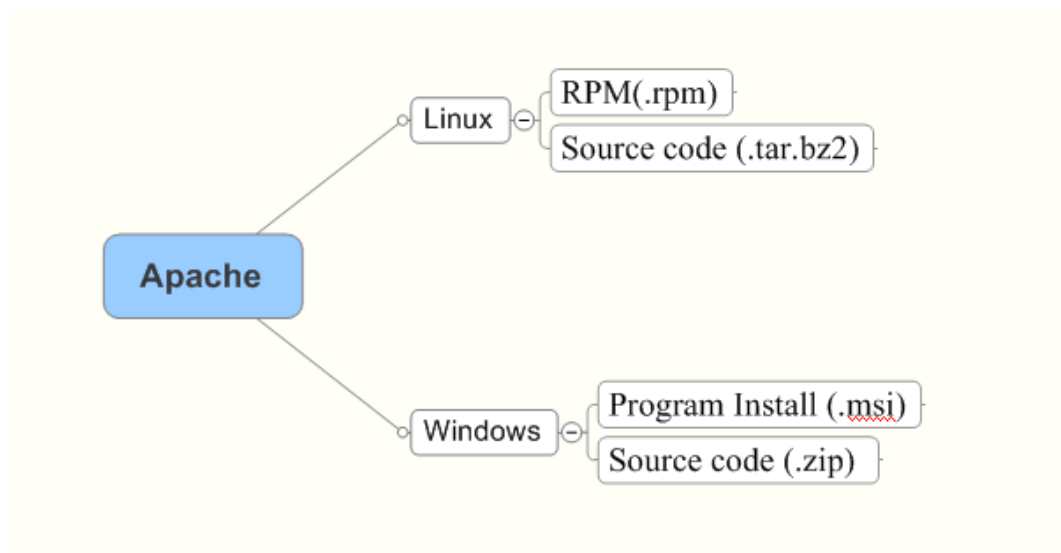 Apache
Linux
RPM(.rpm)
Source code (.tar.bz2)
Windows
Program Install (.msi)
Source code (.zip)